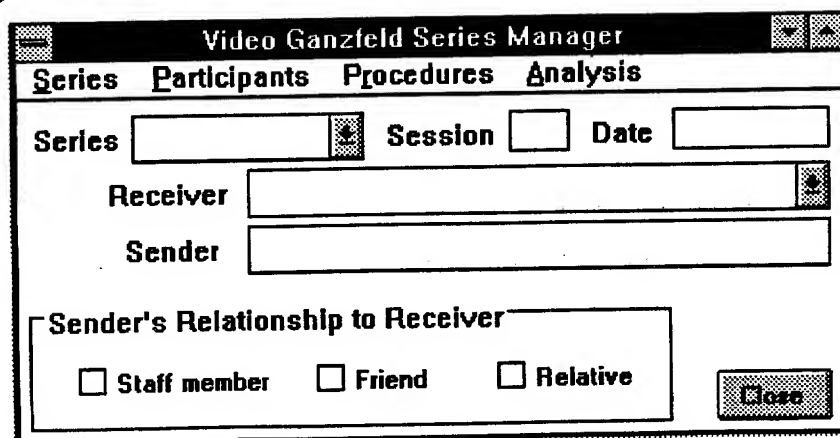 Video Ganzfeld Series Manager
Series Participants Procedures Analysis
Series Session Date
Receiver
Sender
Sender's Relationship to Receiver
Staff member Friend Relative
Close